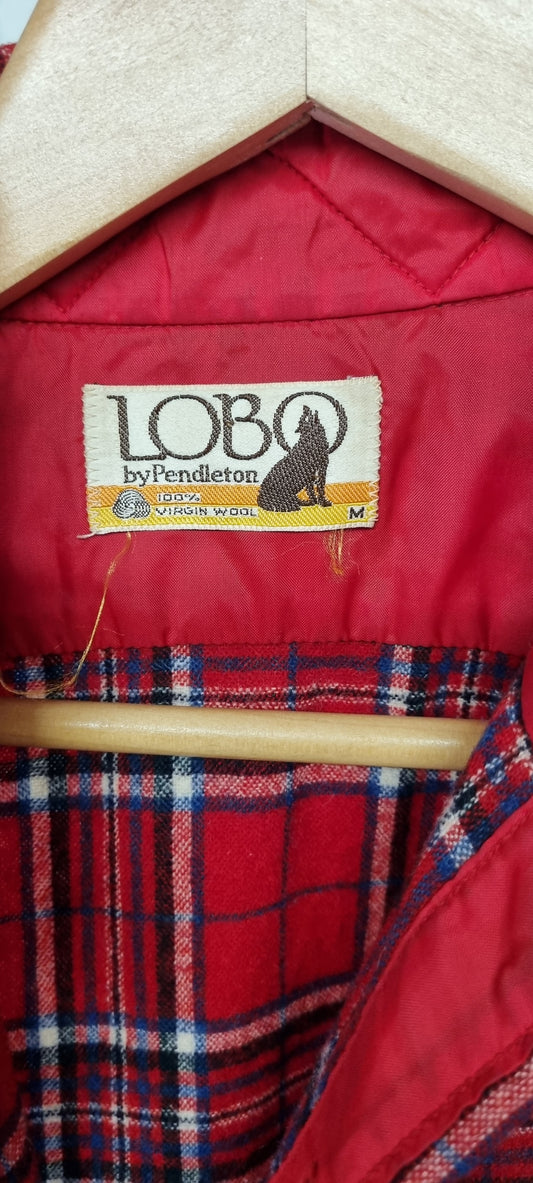 LOBO
by Pendleton
100%
VIRGIN WOOL M